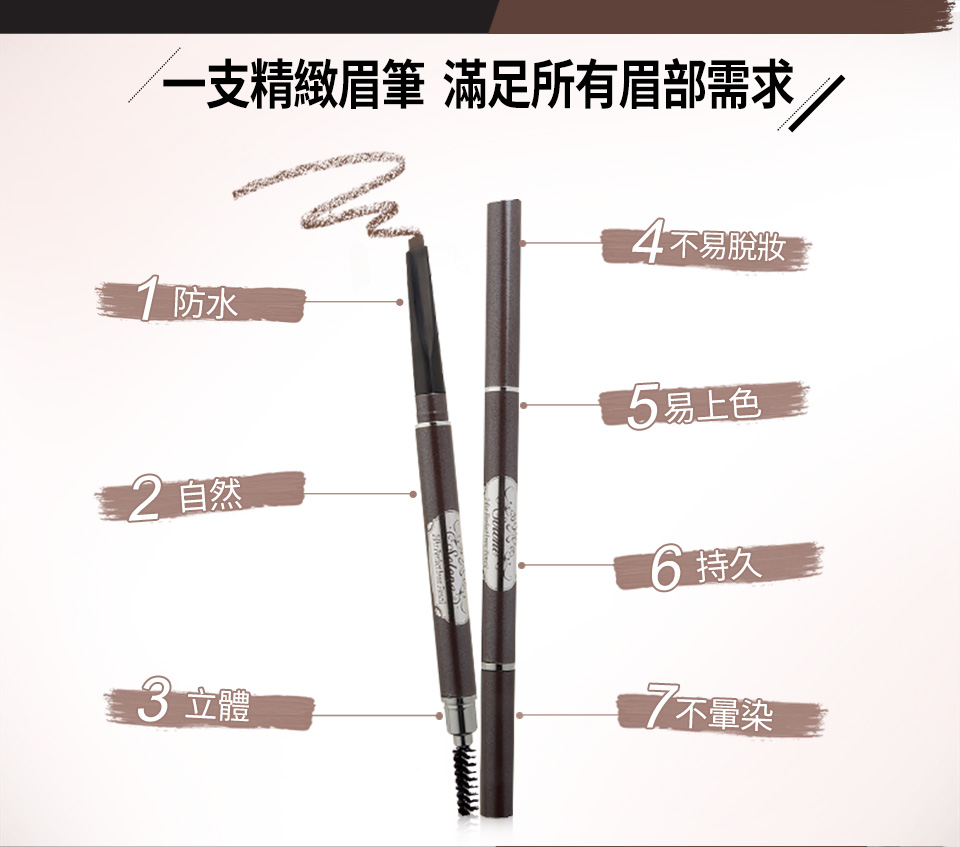 一支精緻眉筆 滿足所有眉部需求
1 防水
2 自然
3 立體
4 不易脫妝
5 易上色
6 持久
7 不暈染